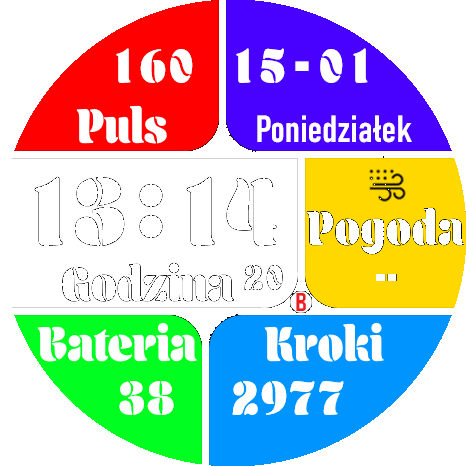 160
Puls
15-01
Poniedziałek
13:14
Godzina 20
Pogoda
--
B
Bateria
38
Kroki
2977